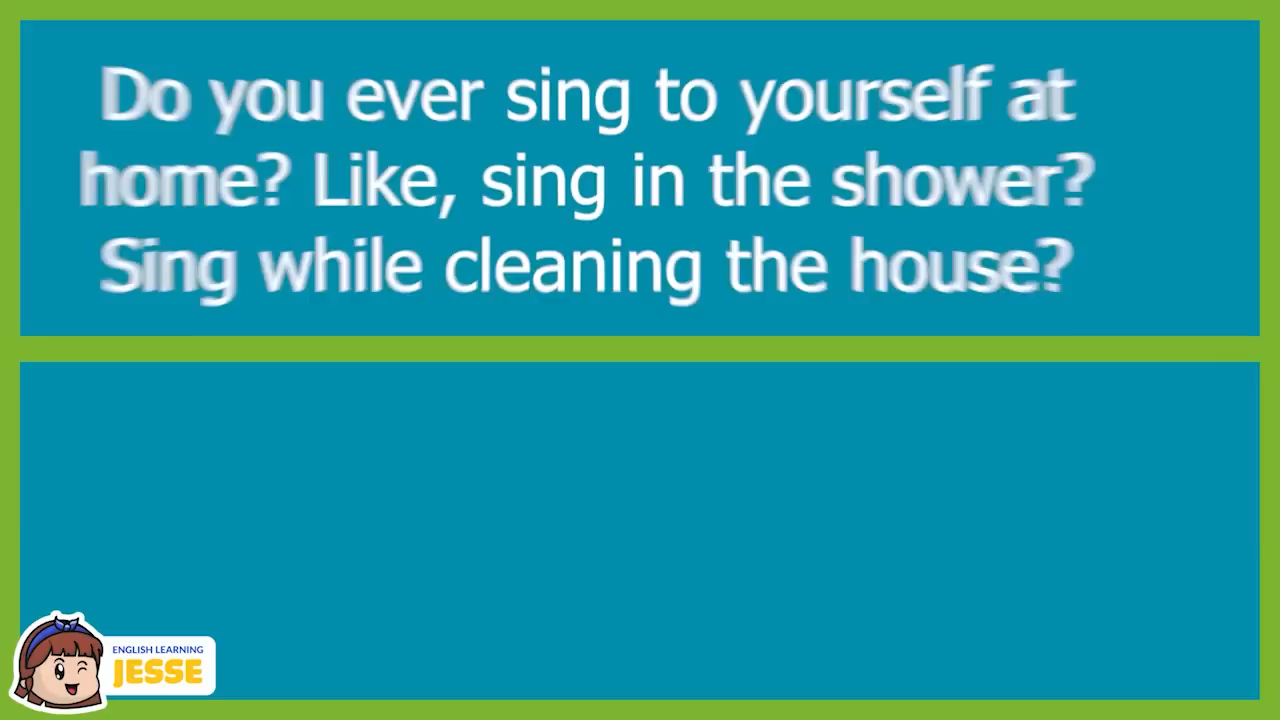 Do you ever sing to yourself at
home? Like, sing in the shower?
Sing while cleaning the house?
ENGLISH LEARNING
JESSE